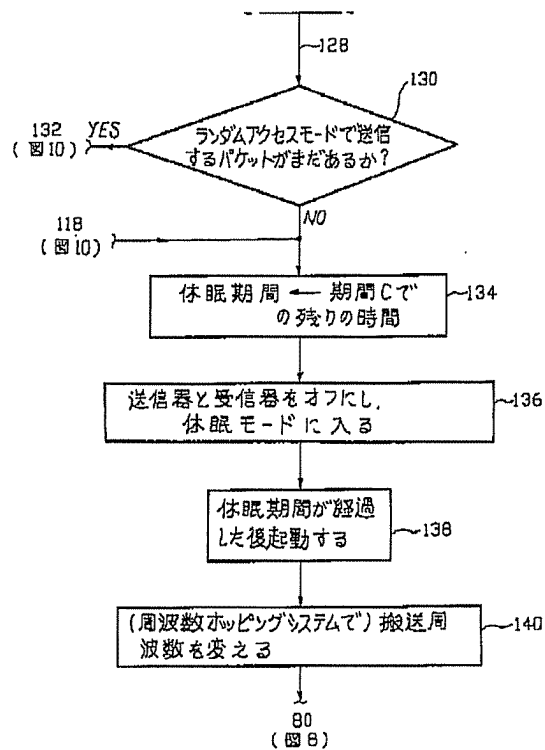 128
130
ランダムアクセスモードで送信
するパケットがまだあるか?
132 YES
(図10)
NO
118
(図10)
休眠期間 ← 期間Cで
の残りの時間
134
送信器と受信器をオフにし,
休眠モードに入る
136
休眠期間が経過
した後起動する
138
(周波数ホッピングシステムで)搬送周
波数を変える
140
80
(図8)